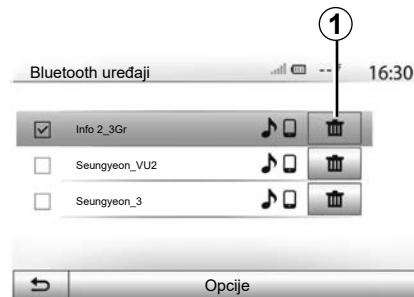 1
Bluetooth uređaji
16:30
Info 2_3Gr
Seungyeon_VU2
Seungyeon_3
Opcije